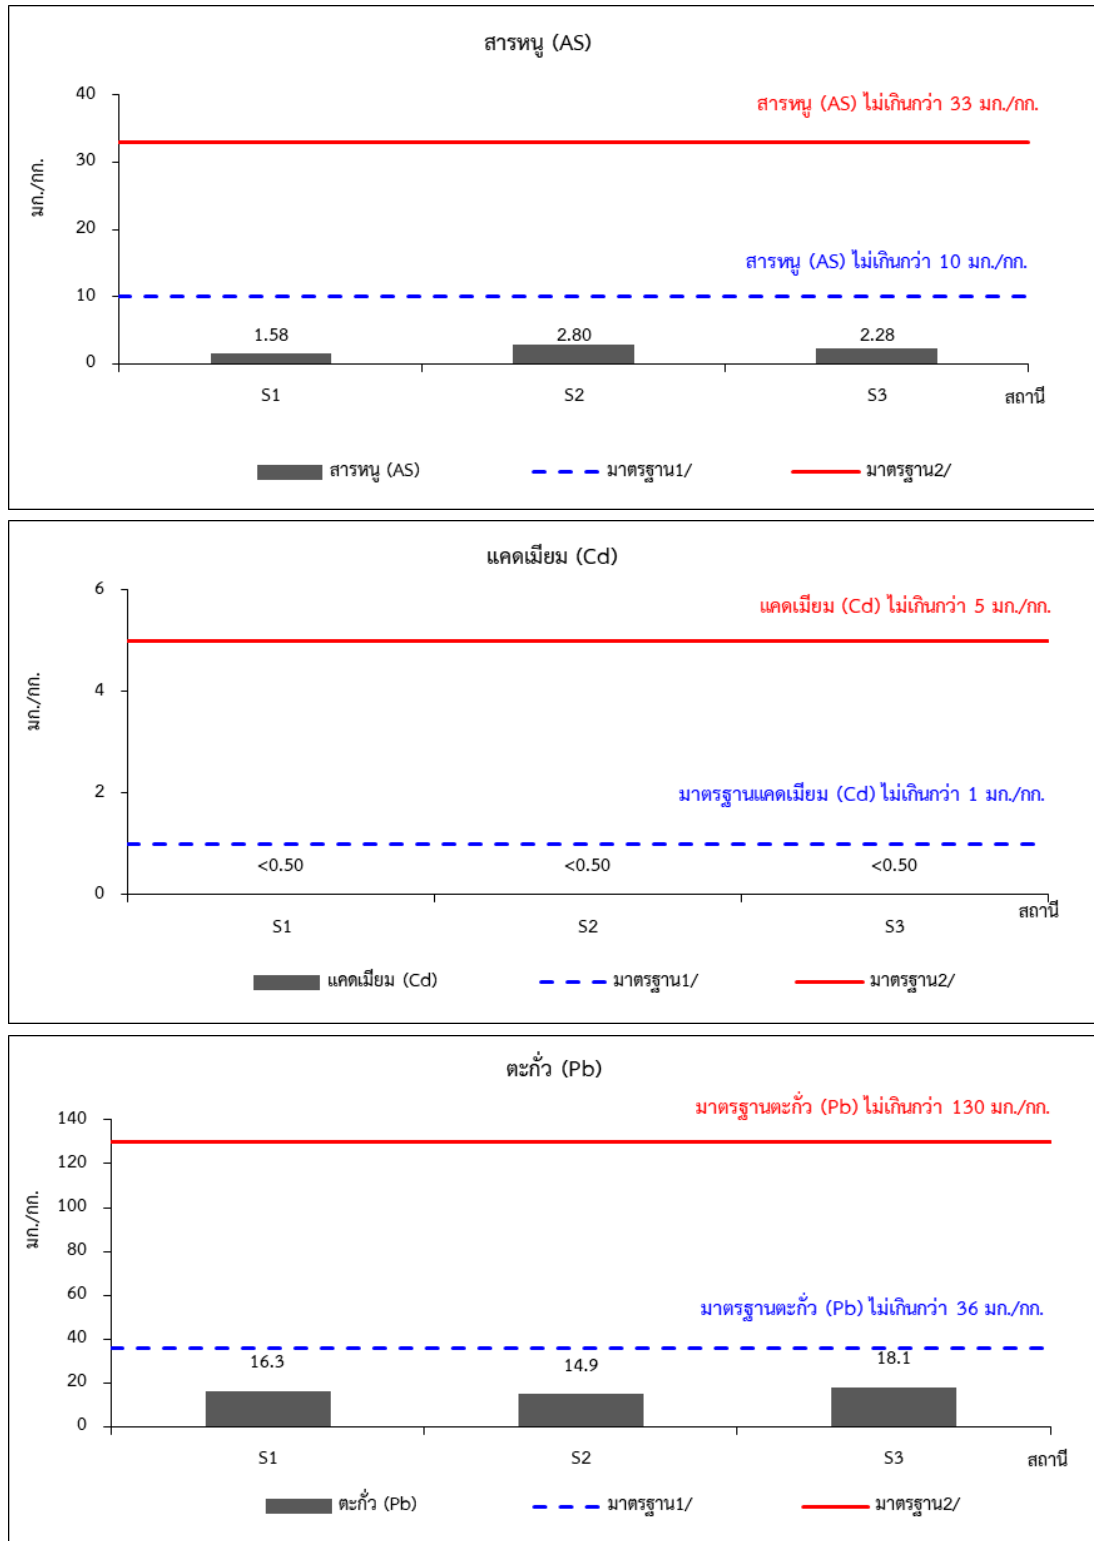 สารหนู (AS)
40
สารหนู (AS) ไม่เกินกว่า 33 มก./กก.
30
มก./กก.
20
สารหนู (AS) ไม่เกินกว่า 10 มก./กก.
10
1.58 2.80 2.28
0
S1 S2 S3 สถานี
สารหนู (AS) มาตรฐาน1/ มาตรฐาน2/
แคดเมียม (Cd)
6
แคดเมียม (Cd) ไม่เกินกว่า 5 มก./กก.
4
มก./กก.
2
มาตรฐานแคดเมียม (Cd) ไม่เกินกว่า 1 มก./กก.
<0.50 <0.50 <0.50
0
S1 S2 S3 สถานี
แคดเมียม (Cd) มาตรฐาน1/ มาตรฐาน2/
ตะกั่ว (Pb)
มาตรฐานตะกั่ว (Pb) ไม่เกินกว่า 130 มก./กก.
140
120
100
มก./กก.
80
60
มาตรฐานตะกั่ว (Pb) ไม่เกินกว่า 36 มก./กก.
40
16.3 14.9 18.1
20
0
S1 S2 S3 สถานี
ตะกั่ว (Pb) มาตรฐาน1/ มาตรฐาน2/